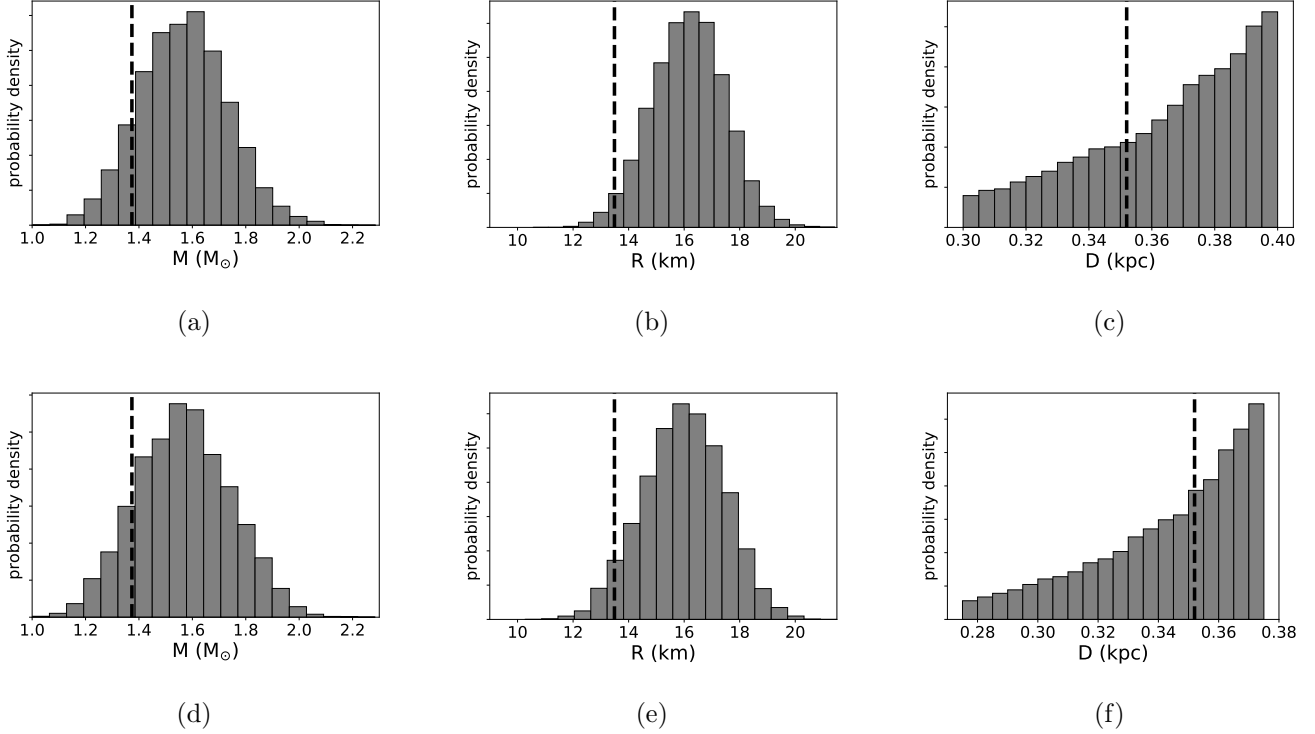 probability density
1.0 1.2 1.4 1.6 1.8 2.0 2.2
M (M⊙)
(a)
probability density
10 12 14 16 18 20
R (km)
(b)
probability density
0.30 0.32 0.34 0.36 0.38 0.40
D (kpc)
(c)
probability density
1.0 1.2 1.4 1.6 1.8 2.0 2.2
M (M⊙)
(d)
probability density
10 12 14 16 18 20
R (km)
(e)
probability density
0.28 0.30 0.32 0.34 0.36 0.38
D (kpc)
(f)